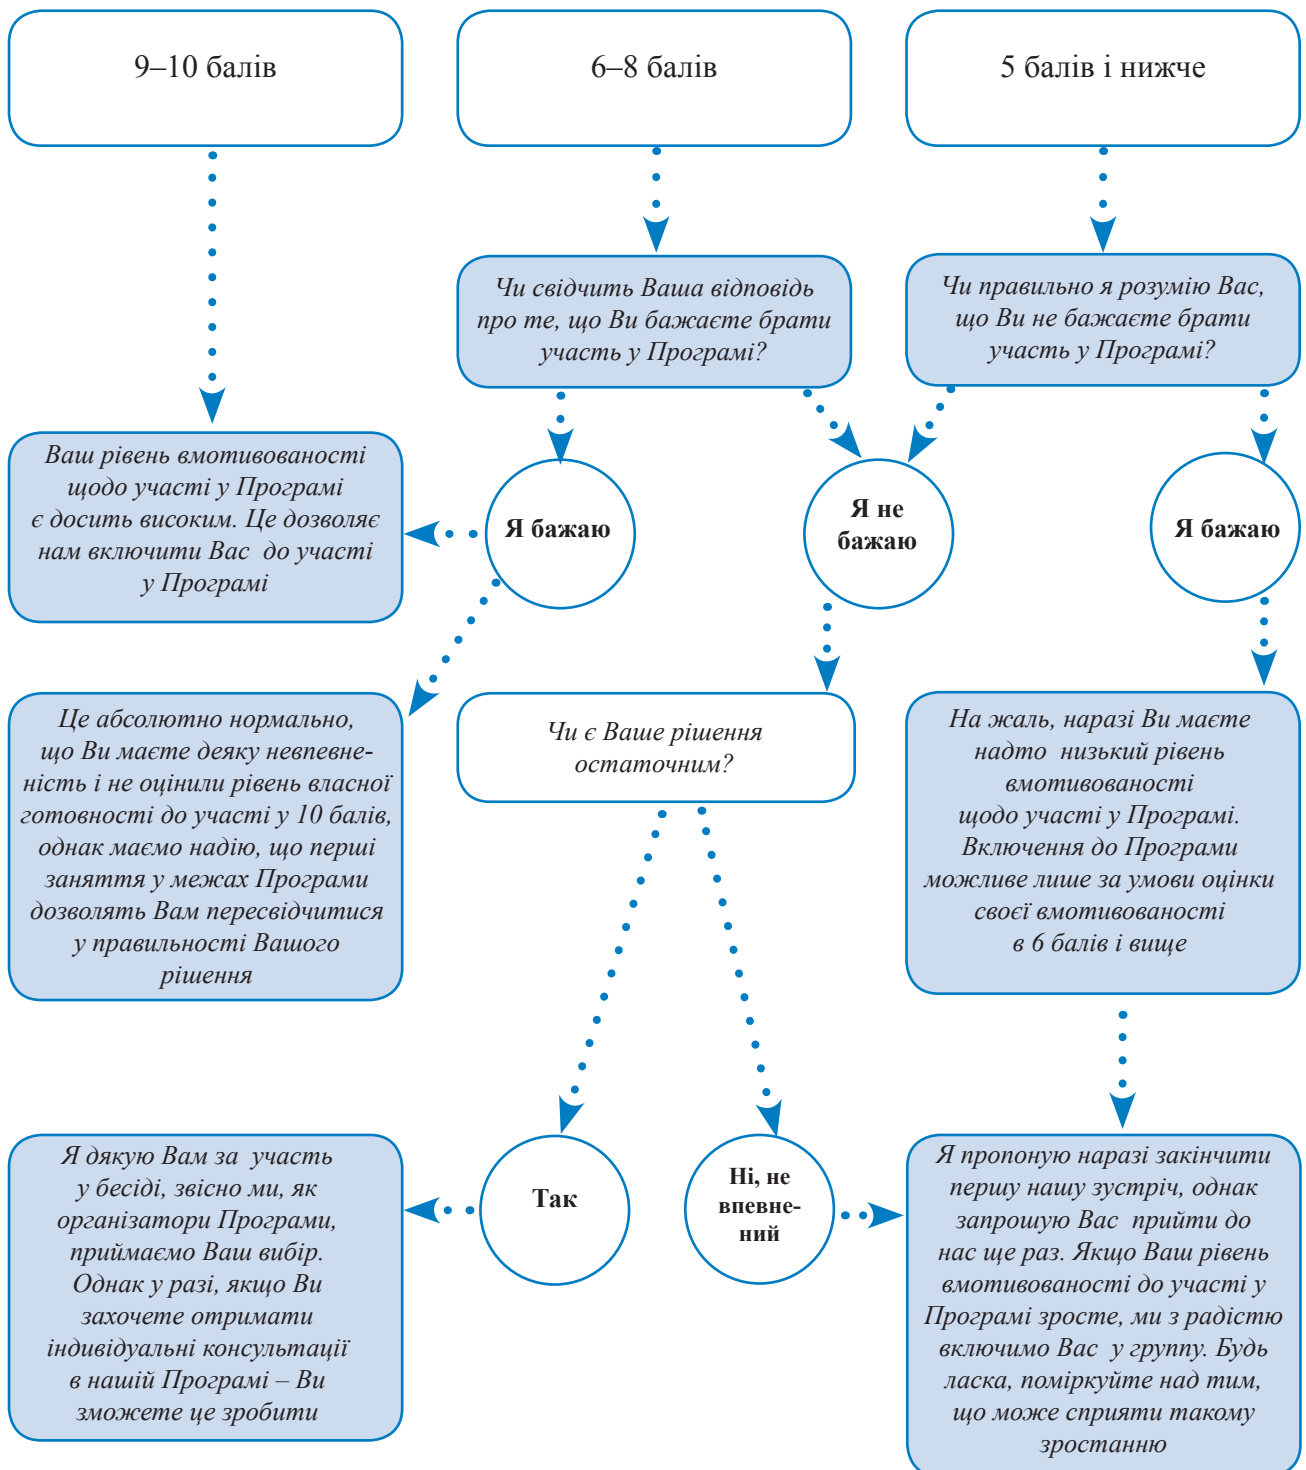 9–10 балів
6–8 балів
5 балів і нижче
Чи свідчить Ваша відповідь
про те, що Ви бажаєте брати
участь у Програмі?
Чи правильно я розумію Вас,
що Ви не бажаєте брати
участь у Програмі?
Ваш рівень вмотивованості
щодо участі у Програмі
є досить високим. Це дозволяє
нам включити Вас до участі
у Програмі
Я бажаю
Я не
бажаю
Я бажаю
Це абсолютно нормально,
що Ви маєте деяку невпевне-
ність і не оцінили рівень власної
готовності до участі у 10 балів,
однак маємо надію, що перші
заняття у межах Програми
дозволять Вам пересвідчитися
у правильності Вашого
рішення
Чи є Ваше рішення
остаточним?
На жаль, наразі Ви маєте
надто низький рівень
вмотивованості
щодо участі у Програмі.
Включення до Програми
можливе лише за умови оцінки
своєї вмотивованості
в 6 балів і вище
Я дякую Вам за участь
у бесіді, звісно ми, як
організатори Програми,
приймаємо Ваш вибір.
Однак у разі, якщо Ви
захочете отримати
індивідуальні консультації
в нашій Програмі – Ви
зможете це зробити
Так
Ні, не
впевне-
ний
Я пропоную наразі закінчити
першу нашу зустріч, однак
запрошую Вас прийти до
нас ще раз. Якщо Ваш рівень
вмотивованості до участі у
Програмі зросте, ми з радістю
включимо Вас у группу. Будь
ласка, поміркуйте над тим,
що може сприяти такому
зростанню